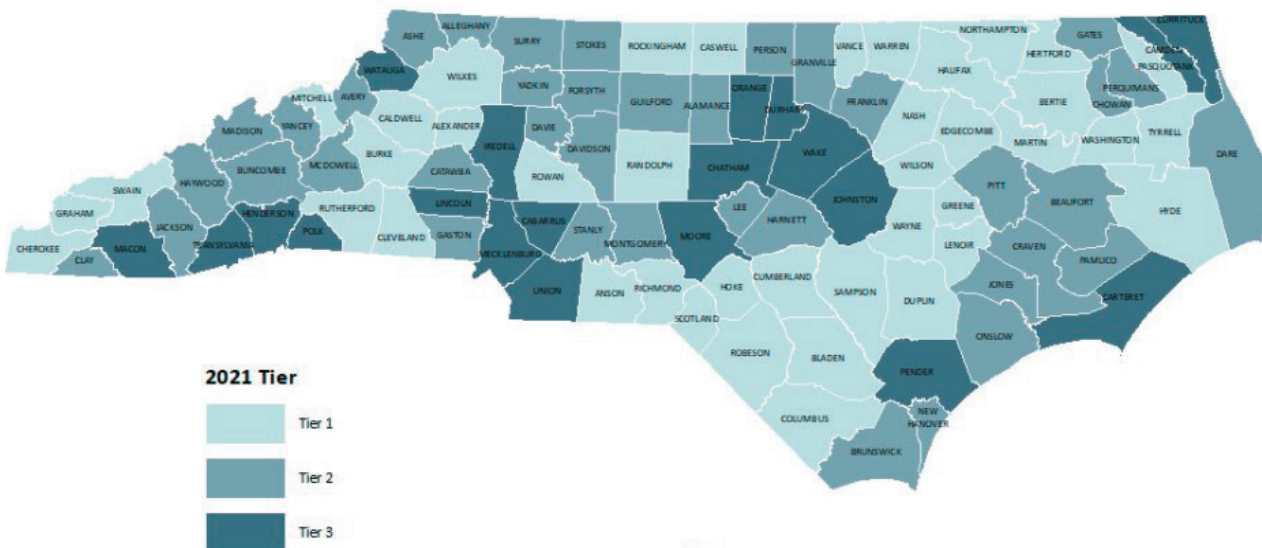 CURRITUCK
ALLEGHANY
ASHE
SURRY
STOKES
ROCKINGHAM
CASWELL
PERSON
GRANVILLE
VANCE
WARREN
NORTHAMPTON
HERTFORD
GATES
CAMDEN
PASQUOTANK
PERQUIMANS
CHOWAN
WATAUGA
WILKES
YADKIN
FORSYTH
GUILFORD
ALAMANCE
ORANGE
DURHAM
FRANKLIN
HALIFAX
BERTIE
MITCHELL
AVERY
CALDWELL
ALEXANDER
IREDELL
DAVIE
DAVIDSON
RANDOLPH
CHATHAM
WAKE
NASH
EDGECOMBE
MARTIN
WASHINGTON
TYRRELL
DARE
MADISON
YANCEY
MCDOWELL
BURKE
CATAWBA
ROWAN
JOHNSTON
WILSON
PITT
BEAUFORT
HYDE
SWAIN
HAYWOOD
BUNCOMBE
RUTHERFORD
LINCOLN
CABARRUS
STANLY
MONTGOMERY
MOORE
LEE
HARNETT
WAYNE
GREENE
LENOIR
CRAVEN
PAMLICO
GRAHAM
JACKSON
HENDERSON
POLK
CLEVELAND
GASTON
MECKLENBURG
CHEROKEE
CLAY
MACON
TRANSYLVANIA
UNION
ANSON
RICHMOND
SCOTLAND
HOKE
CUMBERLAND
SAMPSON
DUPLIN
JONES
CARTERET
ONSLOW
ROBESON
BLADEN
PENDER
COLUMBUS
NEW
HANOVER
BRUNSWICK
2021 Tier
Tier 1
Tier 2
Tier 3